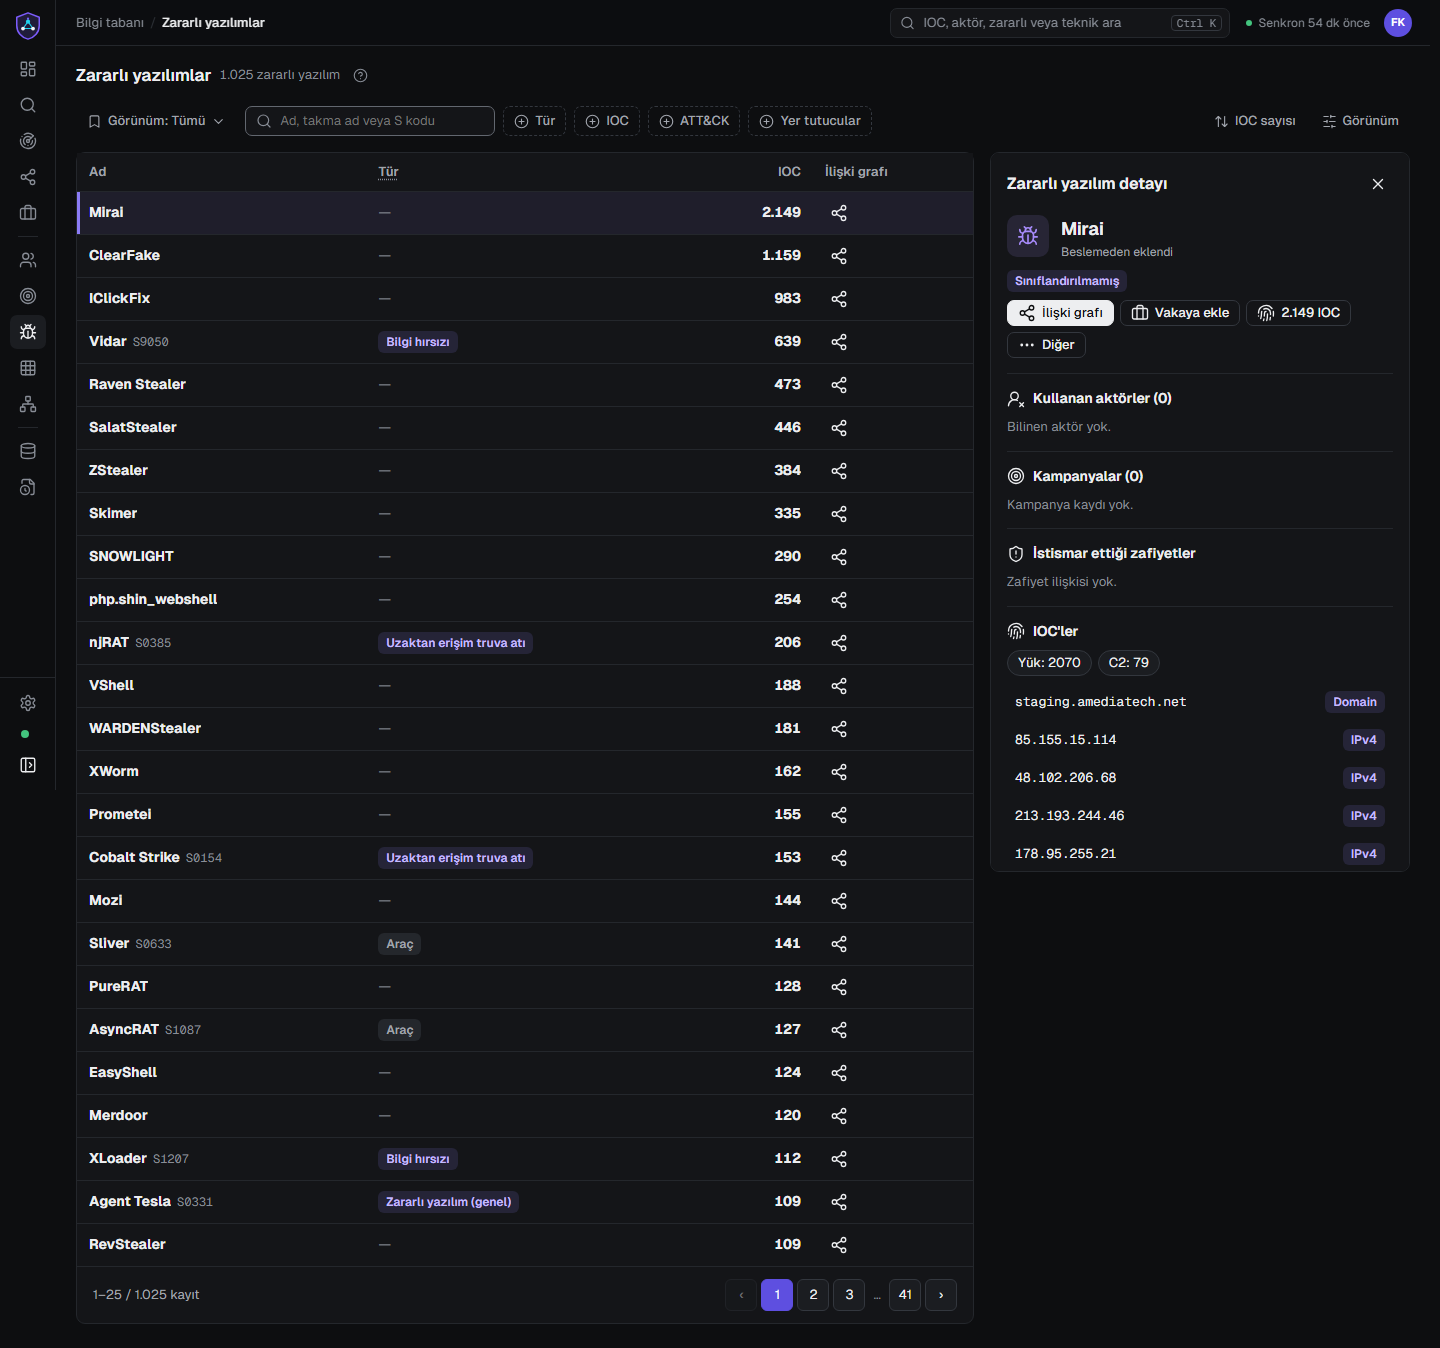 Bilgi tabanı / Zararlı yazılımlar
IOC, aktör, zararlı veya teknik ara
Ctrl K
Senkron 54 dk önce
FK
Zararlı yazılımlar 1.025 zararlı yazılım
Görünüm: Tümü
Ad, takma ad veya S kodu
Tür
IOC
ATT&CK
Yer tutucular
IOC sayısı
Görünüm
Ad Tür IOC İlişki grafı
Mirai — 2.149
ClearFake — 1.159
IClickFix — 983
Vidar S9050 Bilgi hırsızı 639
Raven Stealer — 473
SalatStealer — 446
ZStealer — 384
Skimer — 335
SNOWLIGHT — 290
php.shin_webshell — 254
njRAT S0385 Uzaktan erişim truva atı 206
VShell — 188
WARDENStealer — 181
XWorm — 162
Prometei — 155
Cobalt Strike S0154 Uzaktan erişim truva atı 153
Mozi — 144
Sliver S0633 Araç 141
PureRAT — 128
AsyncRAT S1087 Araç 127
EasyShell — 124
Merdoor — 120
XLoader S1207 Bilgi hırsızı 112
Agent Tesla S0331 Zararlı yazılım (genel) 109
RevStealer — 109
1–25 / 1.025 kayıt
‹ 1 2 3 … 41 ›
Zararlı yazılım detayı
Mirai
Beslemeden eklendi
Sınıflandırılmamış
İlişki grafı
Vakaya ekle
2.149 IOC
Diğer
Kullanan aktörler (0)
Bilinen aktör yok.
Kampanyalar (0)
Kampanya kaydı yok.
İstismar ettiği zafiyetler
Zafiyet ilişkisi yok.
IOC'ler
Yük: 2070
C2: 79
staging.amediatech.net Domain
85.155.15.114 IPv4
48.102.206.68 IPv4
213.193.244.46 IPv4
178.95.255.21 IPv4